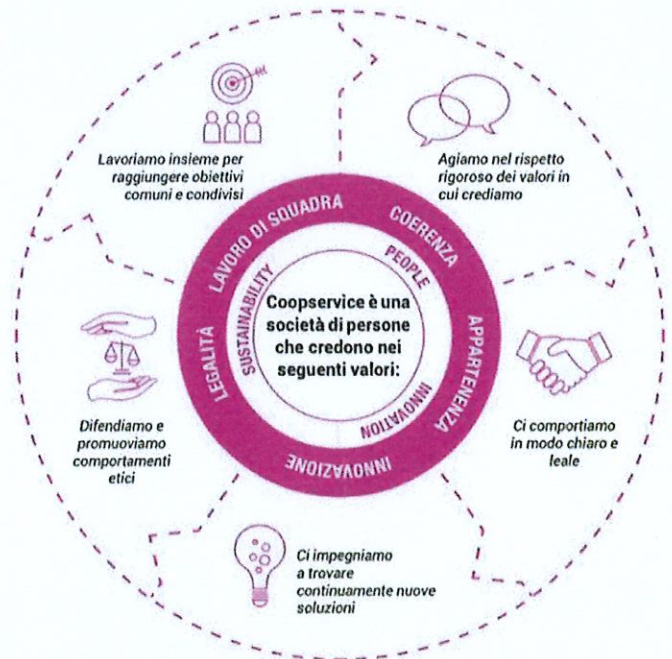 Lavoriamo insieme per
raggiungere obiettivi
comuni e condivisi
Agiamo nel rispetto
rigoroso dei valori in
cui crediamo
LAVORO DI SQUADRA
COERENZA
APPARTENENZA
INNOVAZIONE
LEGALITÀ
SUSTAINABILITY
PEOPLE
INNOVATION
Coopservice è una
società di persone
che credono nei
seguenti valori:
Difendiamo e
promuoviamo
comportamenti
etici
Ci comportiamo
in modo chiaro e
leale
Ci impegniamo
a trovare
continuamente nuove
soluzioni